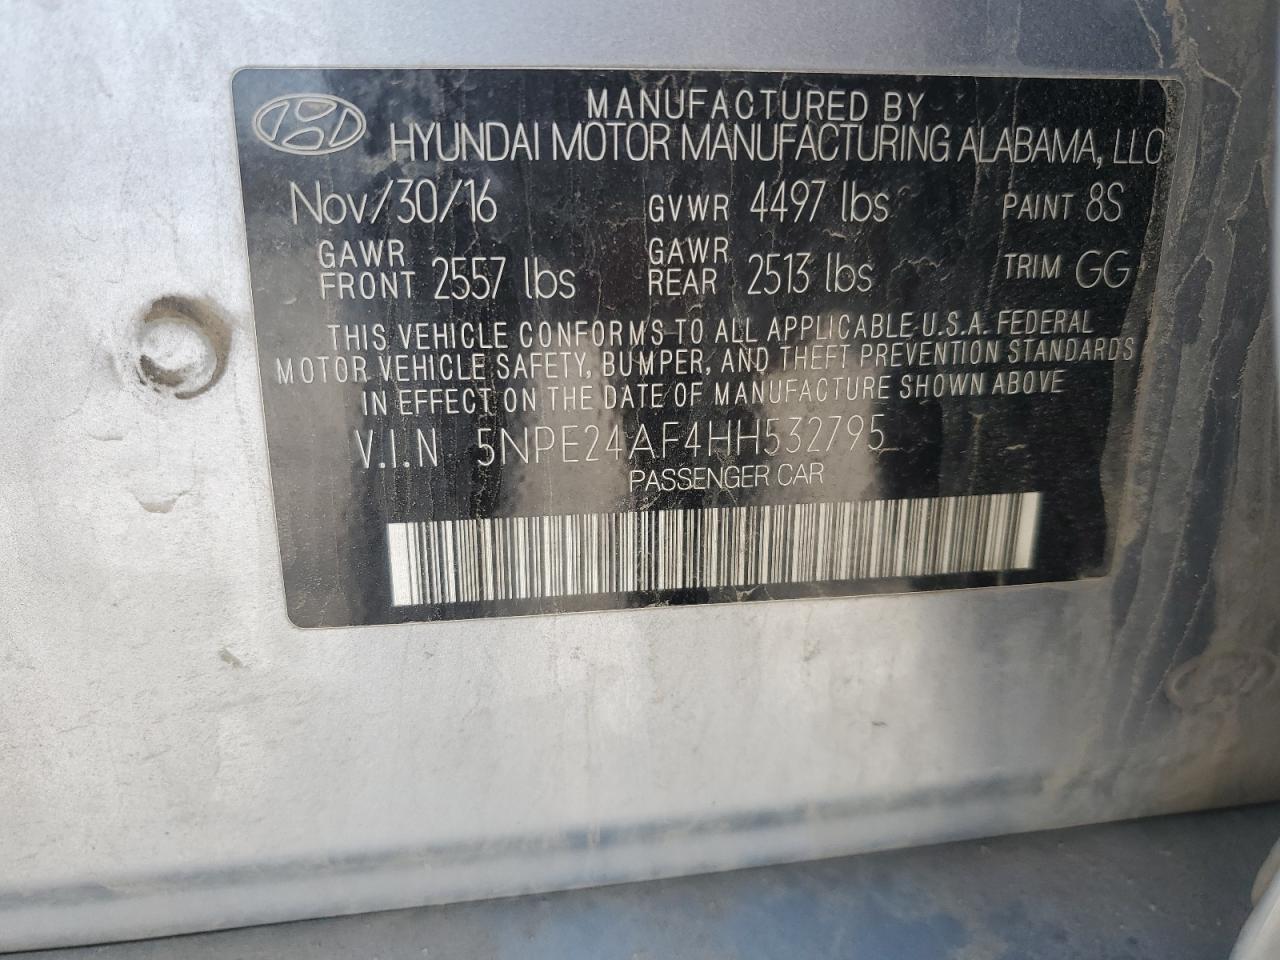 MANUFACTURED BY
HYUNDAI MOTOR MANUFACTURING ALABAMA, LLC
Nov/30/16 GVWR 4497 lbs PAINT 8S
GAWR FRONT 2557 lbs GAWR REAR 2513 lbs TRIM GG
THIS VEHICLE CONFORMS TO ALL APPLICABLE U.S.A. FEDERAL
MOTOR VEHICLE SAFETY, BUMPER, AND THEFT PREVENTION STANDARDS
IN EFFECT ON THE DATE OF MANUFACTURE SHOWN ABOVE
V.I.N 5NPE24AF4HH532795
PASSENGER CAR